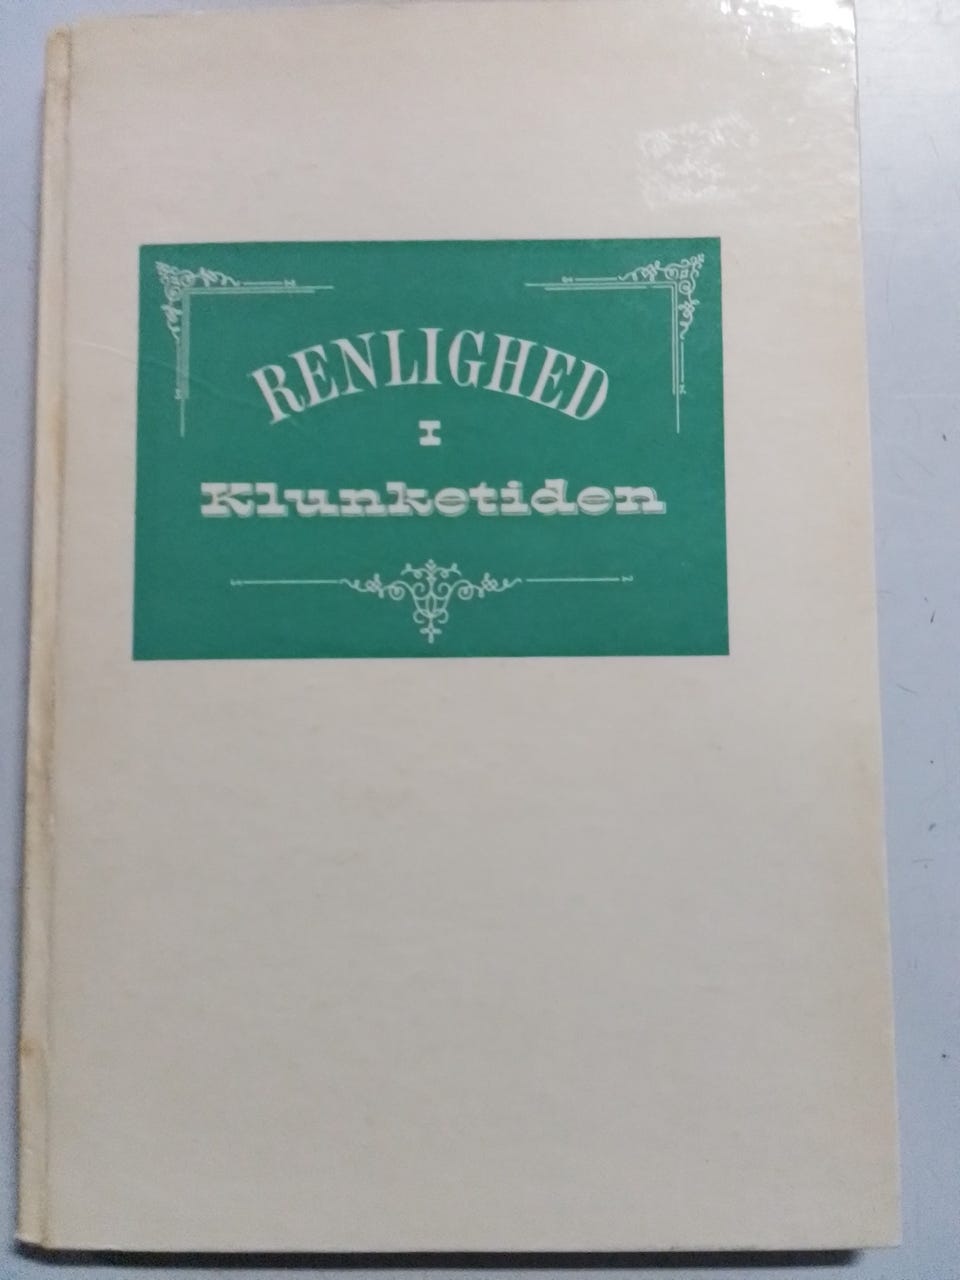 RENLIGHED
I
Klunketiden